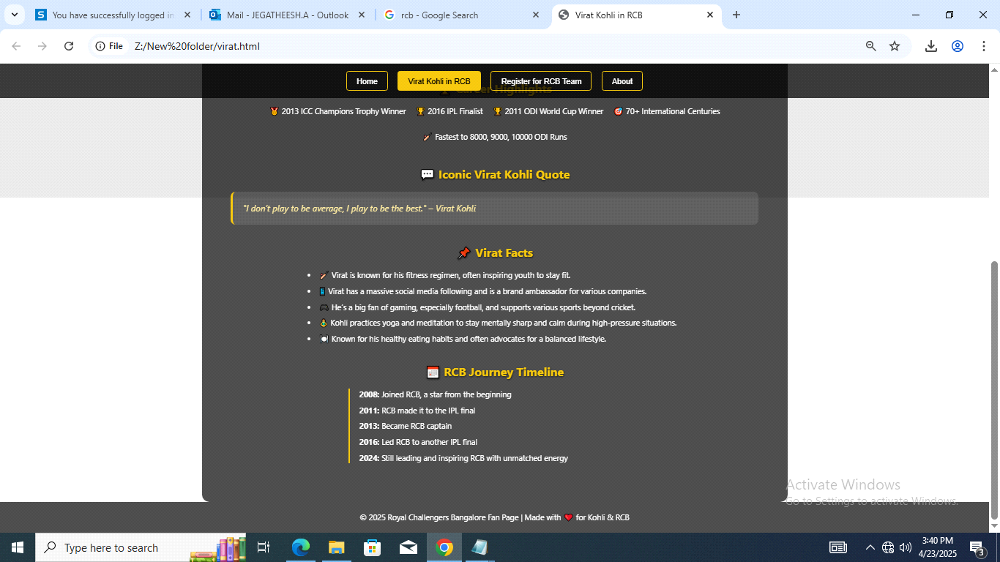 You have successfully logged in
Mail - JEGATHEESH.A - Outlook
rcb - Google Search
Virat Kohli in RCB
File
Z:/New%20folder/virat.html
Home
Virat Kohli in RCB
Register for RCB Team
About
Career Highlights
🏅 2013 ICC Champions Trophy Winner 🏆 2016 IPL Finalist 🏆 2011 ODI World Cup Winner 🎯 70+ International Centuries
🏏 Fastest to 8000, 9000, 10000 ODI Runs
💬 Iconic Virat Kohli Quote
"I don't play to be average, I play to be the best." – Virat Kohli
📌 Virat Facts
• 🏏 Virat is known for his fitness regimen, often inspiring youth to stay fit.
• 📱 Virat has a massive social media following and is a brand ambassador for various companies.
• 🎮 He's a big fan of gaming, especially football, and supports various sports beyond cricket.
• 🧘 Kohli practices yoga and meditation to stay mentally sharp and calm during high-pressure situations.
• 🍽️ Known for his healthy eating habits and often advocates for a balanced lifestyle.
📅 RCB Journey Timeline
2008: Joined RCB, a star from the beginning
2011: RCB made it to the IPL final
2013: Became RCB captain
2016: Led RCB to another IPL final
2024: Still leading and inspiring RCB with unmatched energy
Activate Windows
Go to Settings to activate Windows.
© 2025 Royal Challengers Bangalore Fan Page | Made with ❤️ for Kohli & RCB
Type here to search
3:40 PM
4/23/2025
3